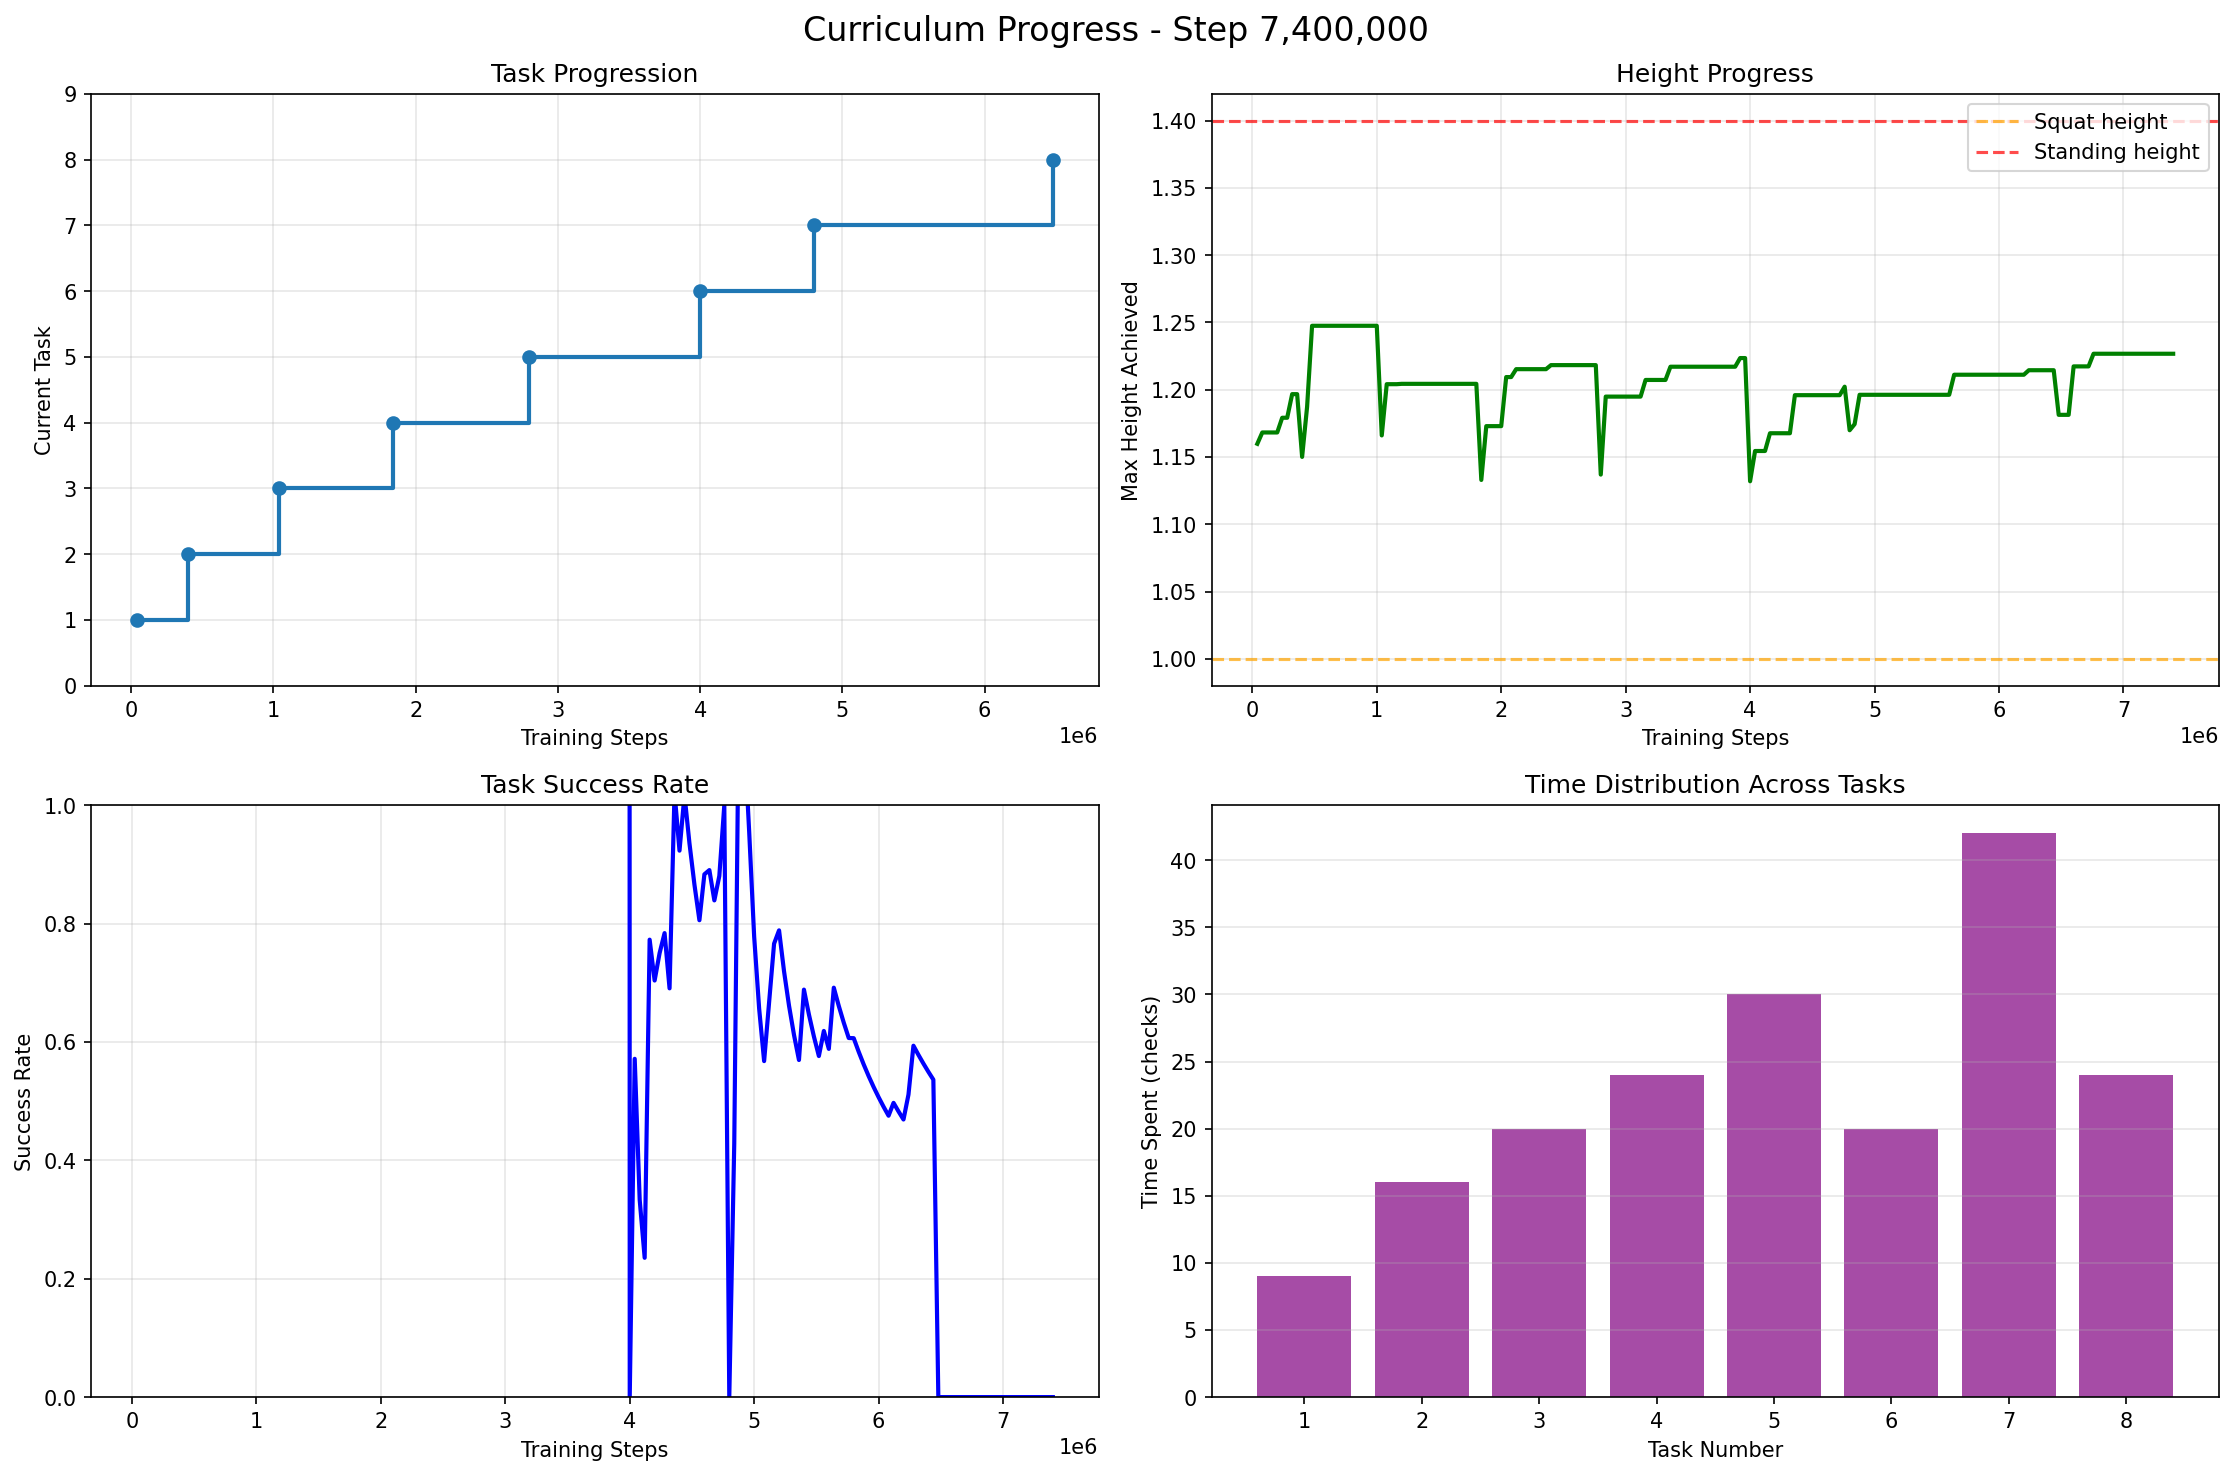 Curriculum Progress - Step 7,400,000
Task Progression
Current Task
9
8
7
6
5
4
3
2
1
0
0 1 2 3 4 5 6
1e6
Training Steps
Height Progress
Max Height Achieved
1.40
1.35
1.30
1.25
1.20
1.15
1.10
1.05
1.00
Squat height
Standing height
0 1 2 3 4 5 6 7
1e6
Training Steps
Task Success Rate
Success Rate
1.0
0.8
0.6
0.4
0.2
0.0
0 1 2 3 4 5 6 7
1e6
Training Steps
Time Distribution Across Tasks
Time Spent (checks)
40
35
30
25
20
15
10
5
0
1 2 3 4 5 6 7 8
Task Number